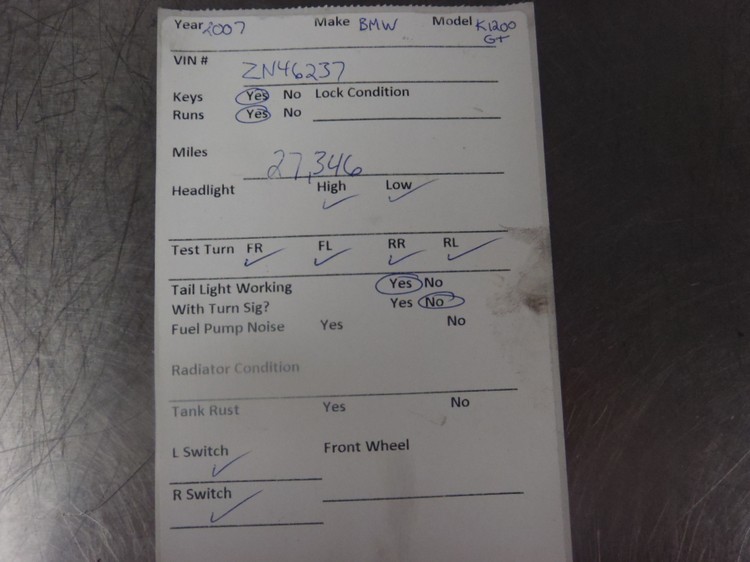 Year 2007 Make BMW Model K1200
GT
VIN # ZN46237
Keys Yes No Lock Condition
Runs Yes No
Miles 27,346
Headlight High Low
Test Turn FR FL RR RL
Tail Light Working Yes No
With Turn Sig? Yes No
Fuel Pump Noise Yes No
Radiator Condition
Tank Rust Yes No
L Switch Front Wheel
R Switch